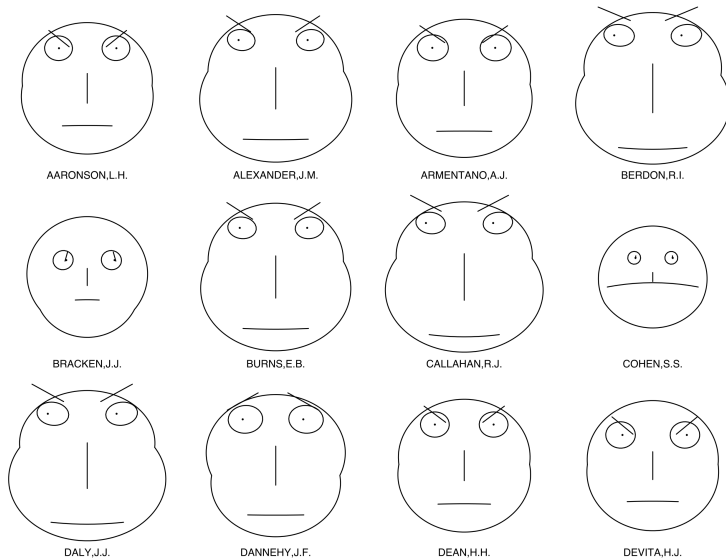 AARONSON,L.H.
ALEXANDER,J.M.
ARMENTANO,A.J.
BERDON,R.I.
BRACKEN,J.J.
BURNS,E.B.
CALLAHAN,R.J.
COHEN,S.S.
DALY,J.J.
DANNEHY,J.F.
DEAN,H.H.
DEVITA,H.J.